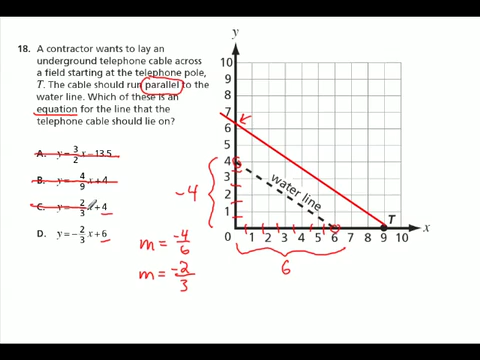 18. A contractor wants to lay an
underground telephone cable across
a field starting at the telephone pole,
T. The cable should run parallel to the
water line. Which of these is an
equation for the line that the
telephone cable should lie on?
A. y = 3/2 x − 13.5
B. y = 4/9 x + 4
D. y = −2/3 x + 6
y
10
9
8
7
6
5
4
3
2
1
0
1 2 3 4 5 6 7 8 9 10
x
water line
T
−4
6
m = −4/6
m = −2/3